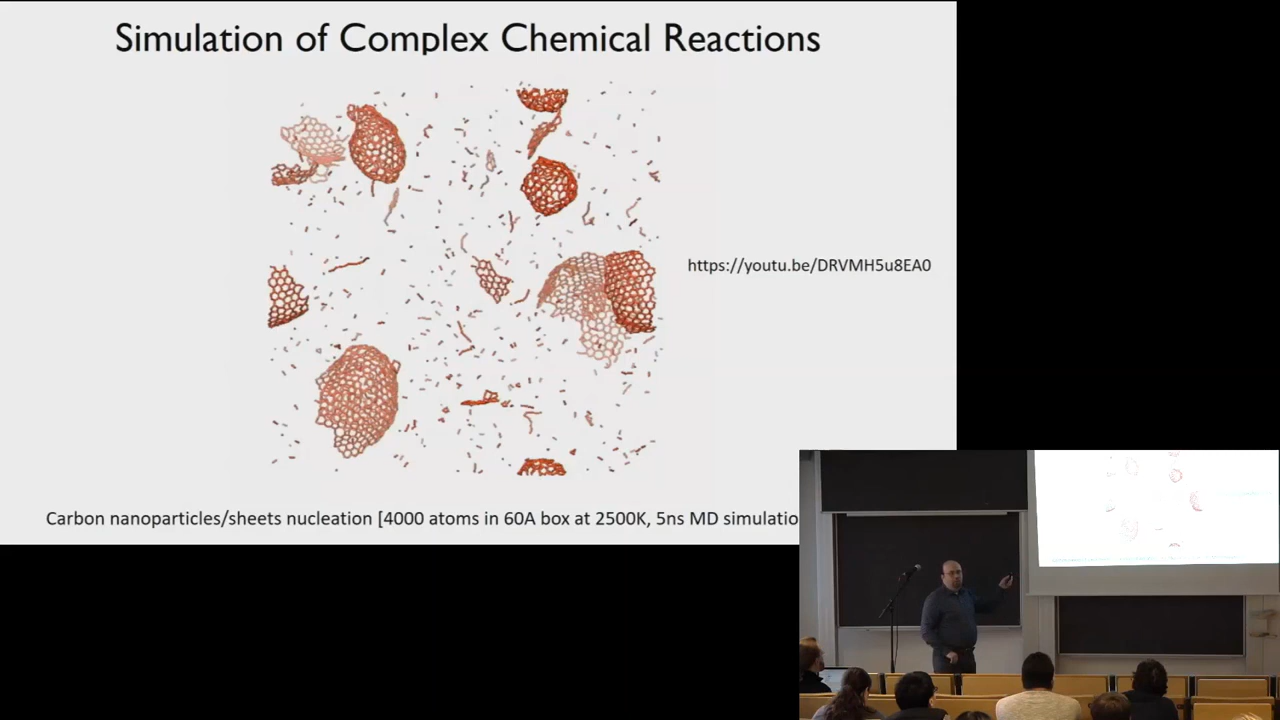 Simulation of Complex Chemical Reactions
https://youtu.be/DRVMH5u8EA0
Carbon nanoparticles/sheets nucleation [4000 atoms in 60A box at 2500K, 5ns MD simulatio